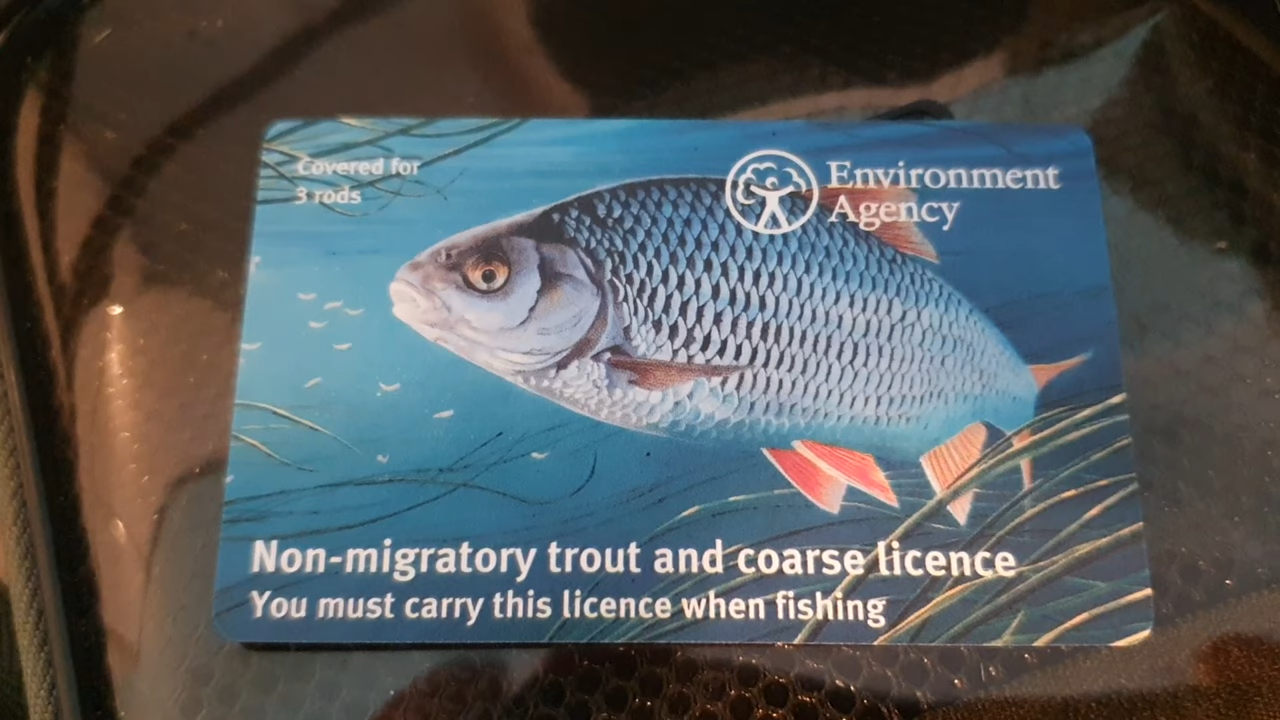 Covered for
3 rods
Environment
Agency
Non-migratory trout and coarse licence
You must carry this licence when fishing